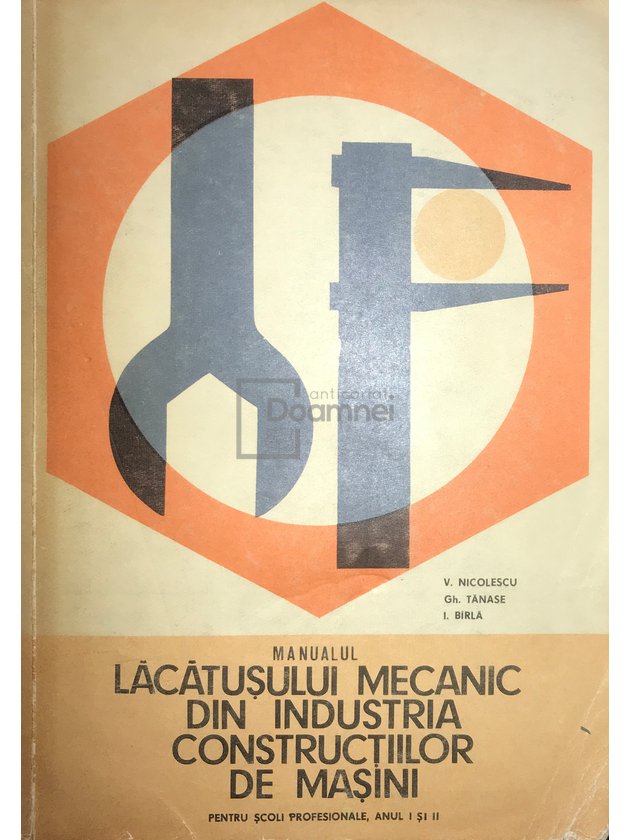 anticariat
Doamnei
V. NICOLESCU
Gh. TĂNASE
I. BÎRLĂ
MANUALUL
LĂCĂTUȘULUI MECANIC
DIN INDUSTRIA
CONSTRUCȚIILOR
DE MAȘINI
PENTRU ȘCOLI PROFESIONALE, ANUL I ȘI II